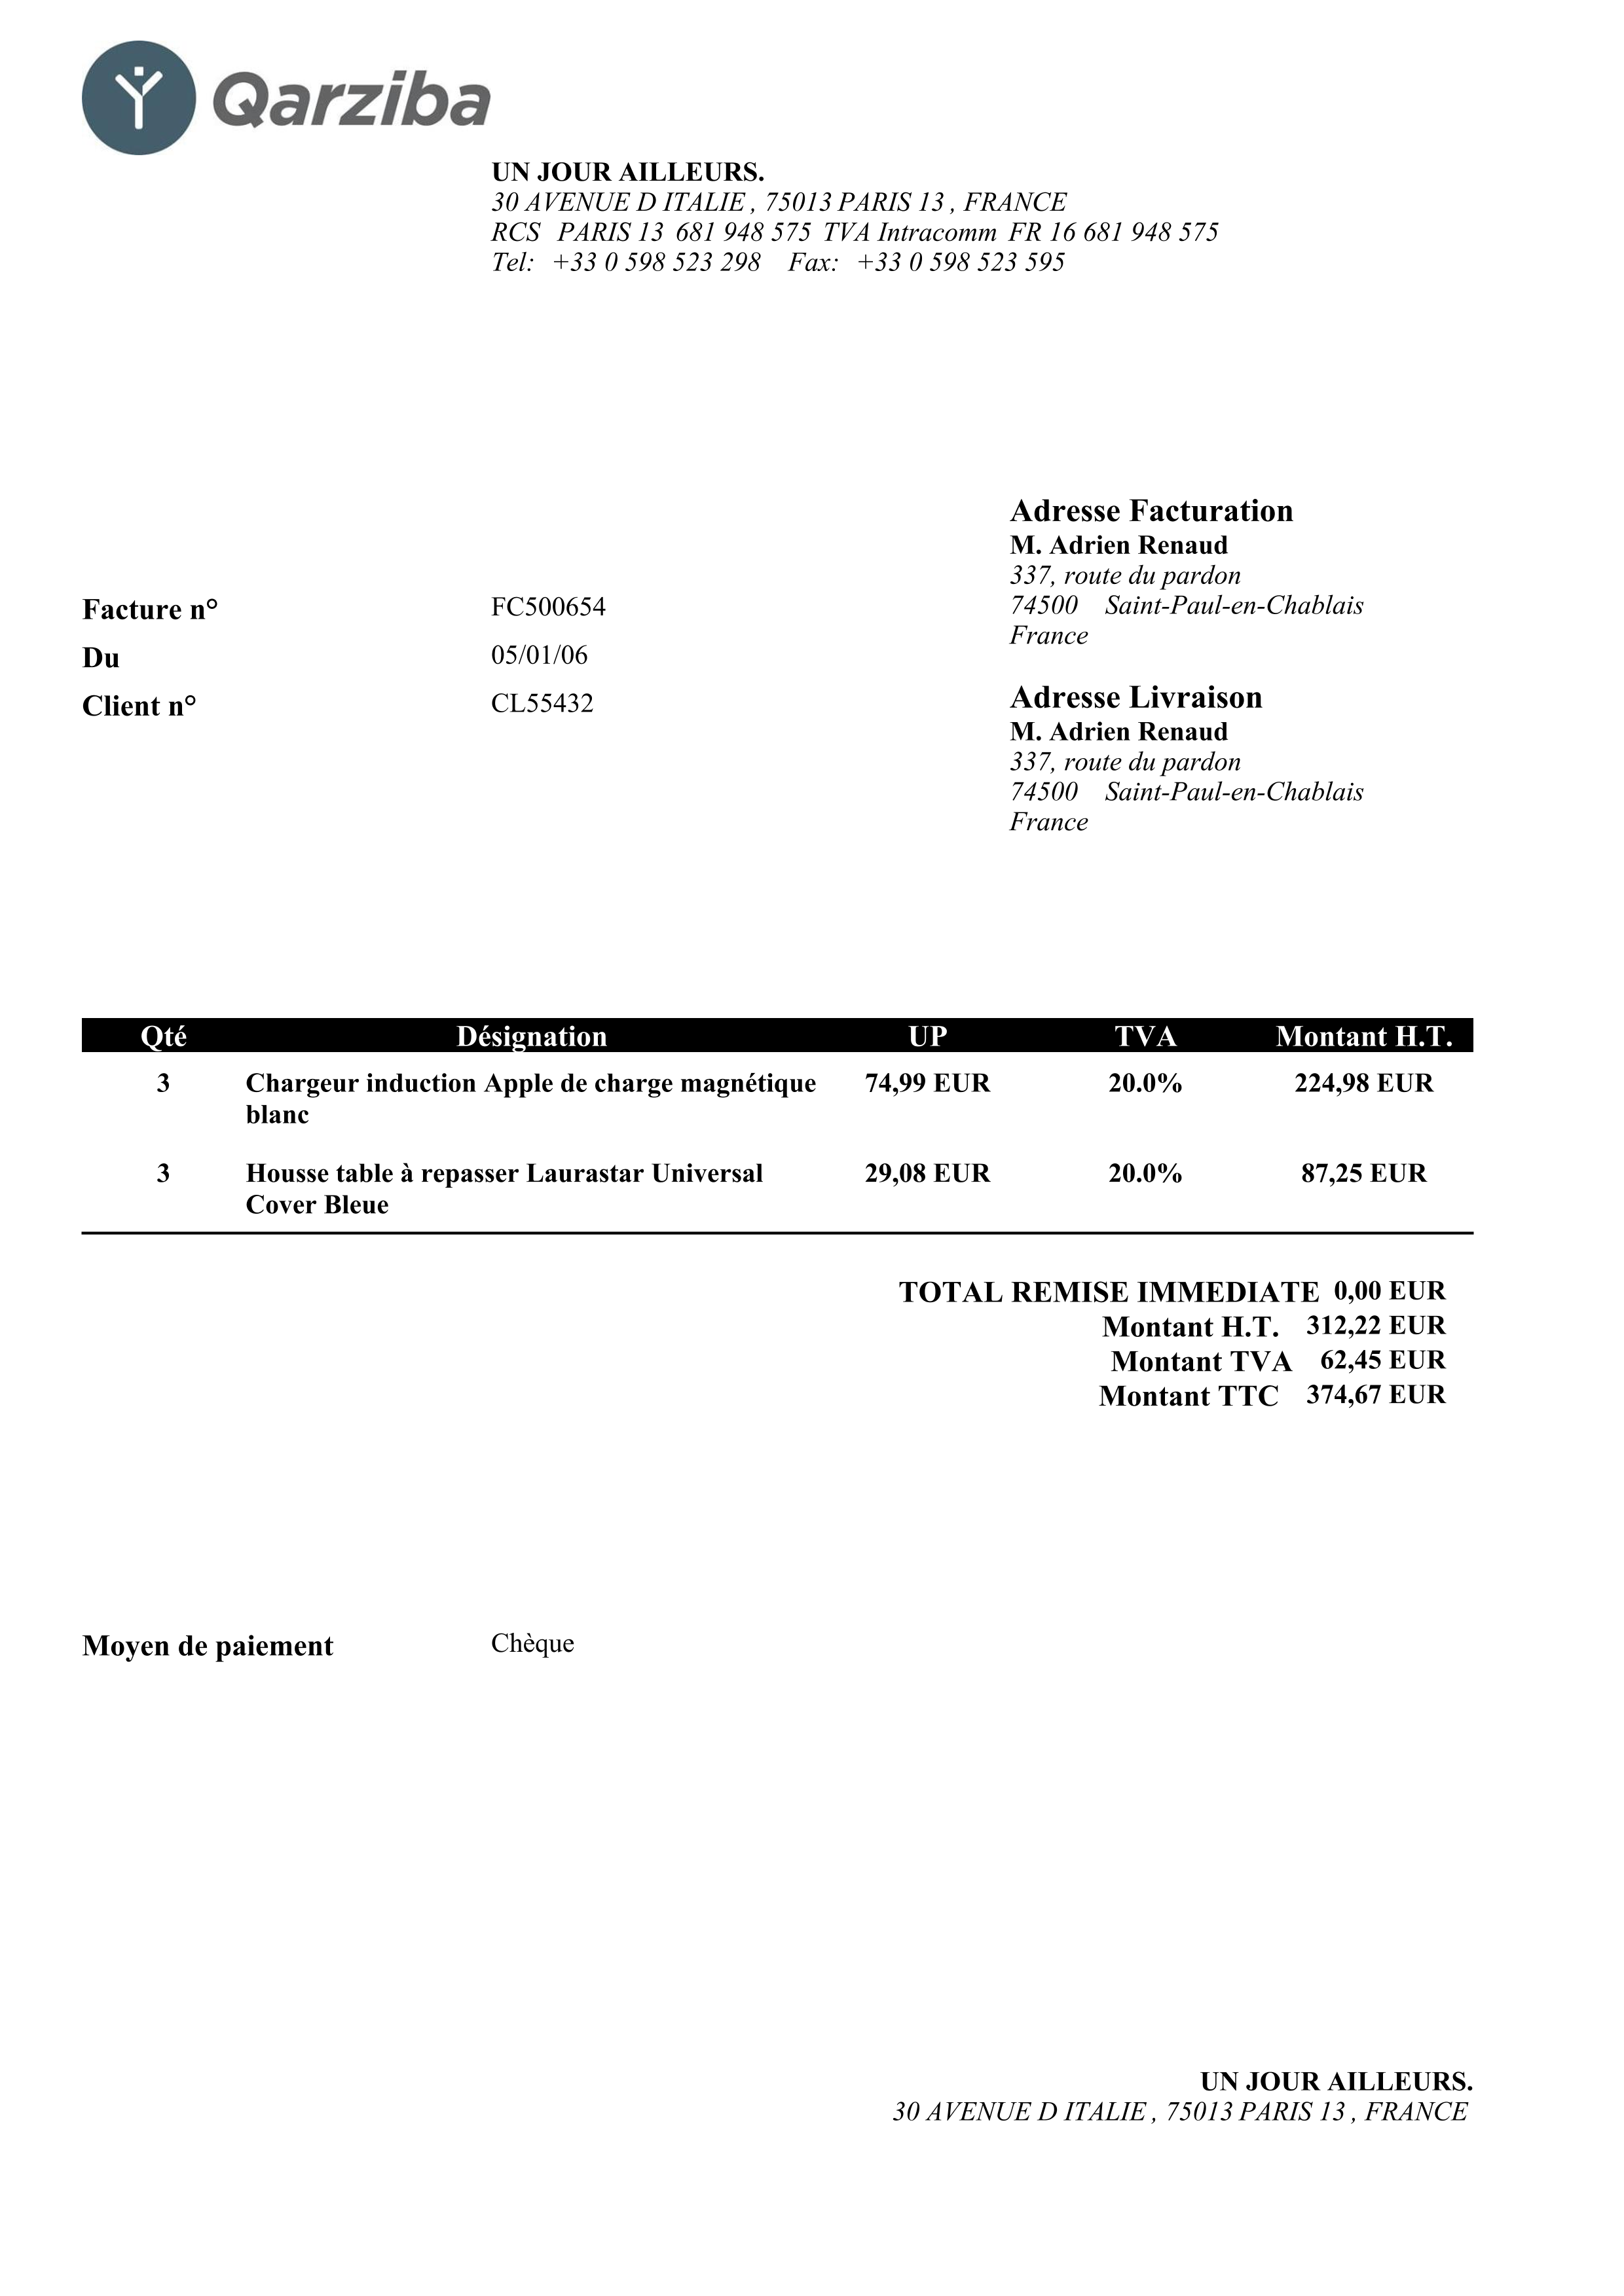 Qarziba
UN JOUR AILLEURS.
30 AVENUE D ITALIE , 75013 PARIS 13 , FRANCE
RCS PARIS 13 681 948 575 TVA Intracomm FR 16 681 948 575
Tel: +33 0 598 523 298 Fax: +33 0 598 523 595
Adresse Facturation
M. Adrien Renaud
337, route du pardon
74500 Saint-Paul-en-Chablais
France
Facture n° FC500654
Du 05/01/06
Client n° CL55432
Adresse Livraison
M. Adrien Renaud
337, route du pardon
74500 Saint-Paul-en-Chablais
France
Qté Désignation UP TVA Montant H.T.
3 Chargeur induction Apple de charge magnétique 74,99 EUR 20.0% 224,98 EUR
blanc
3 Housse table à repasser Laurastar Universal 29,08 EUR 20.0% 87,25 EUR
Cover Bleue
TOTAL REMISE IMMEDIATE 0,00 EUR
Montant H.T. 312,22 EUR
Montant TVA 62,45 EUR
Montant TTC 374,67 EUR
Moyen de paiement Chèque
UN JOUR AILLEURS.
30 AVENUE D ITALIE , 75013 PARIS 13 , FRANCE